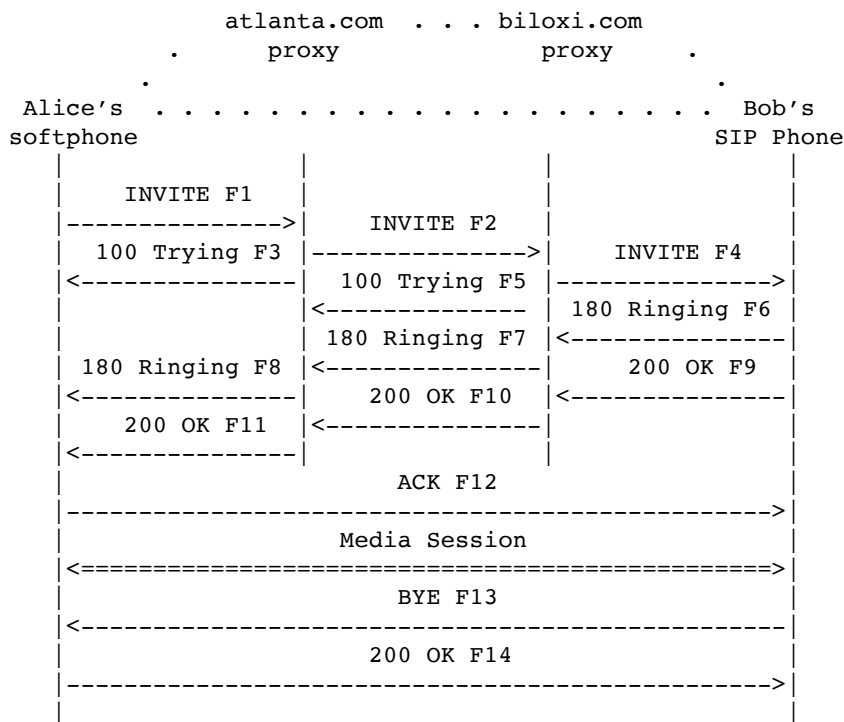 atlanta.com . . . biloxi.com
. proxy proxy .
. .
Alice's . . . . . . . . . . . . . . . . . . . . Bob's
softphone SIP Phone
| | | |
| INVITE F1 | | |
|--------------->| INVITE F2 | |
| 100 Trying F3 |--------------->| INVITE F4 |
|<---------------| 100 Trying F5 |--------------->|
| |<-------------- | 180 Ringing F6 |
| | 180 Ringing F7 |<---------------|
| 180 Ringing F8 |<---------------| 200 OK F9 |
|<---------------| 200 OK F10 |<---------------|
| 200 OK F11 |<---------------| |
|<---------------| | |
| ACK F12 |
|------------------------------------------------->|
| Media Session |
|<================================================>|
| BYE F13 |
|<-------------------------------------------------|
| 200 OK F14 |
|------------------------------------------------->|
| |